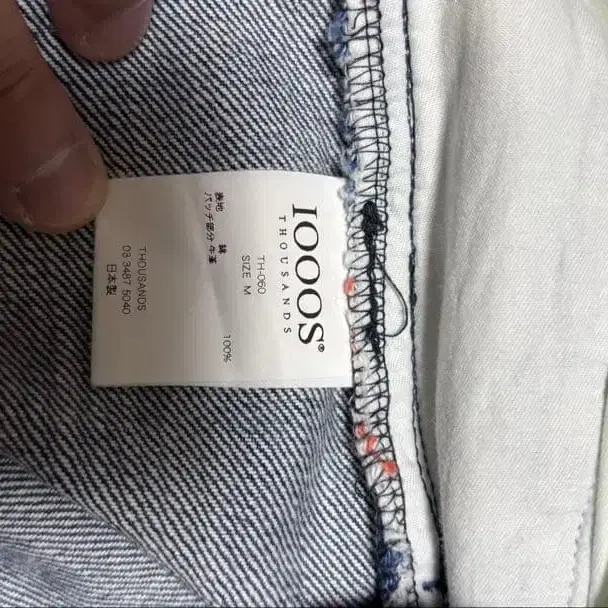 IOOOS®
THOUSANDS
TH-060
SIZE M
表地 綿 100%
パッチ部分 牛革
THOUSANDS
03 3487 5040
日本製